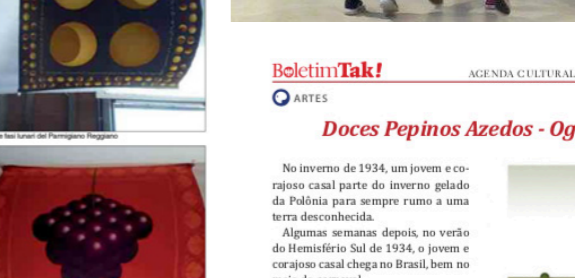 e fasi lunari del Parmigiano Reggiano
BoletimTak!
AGENDA CULTURAL
ARTES
Doces Pepinos Azedos - Og
No inverno de 1934, um jovem e co-
rajoso casal parte do inverno gelado
da Polônia para sempre rumo a uma
terra desconhecida.
Algumas semanas depois, no verão
do Hemisfério Sul de 1934, o jovem e
corajoso casal chega no Brasil, bem no